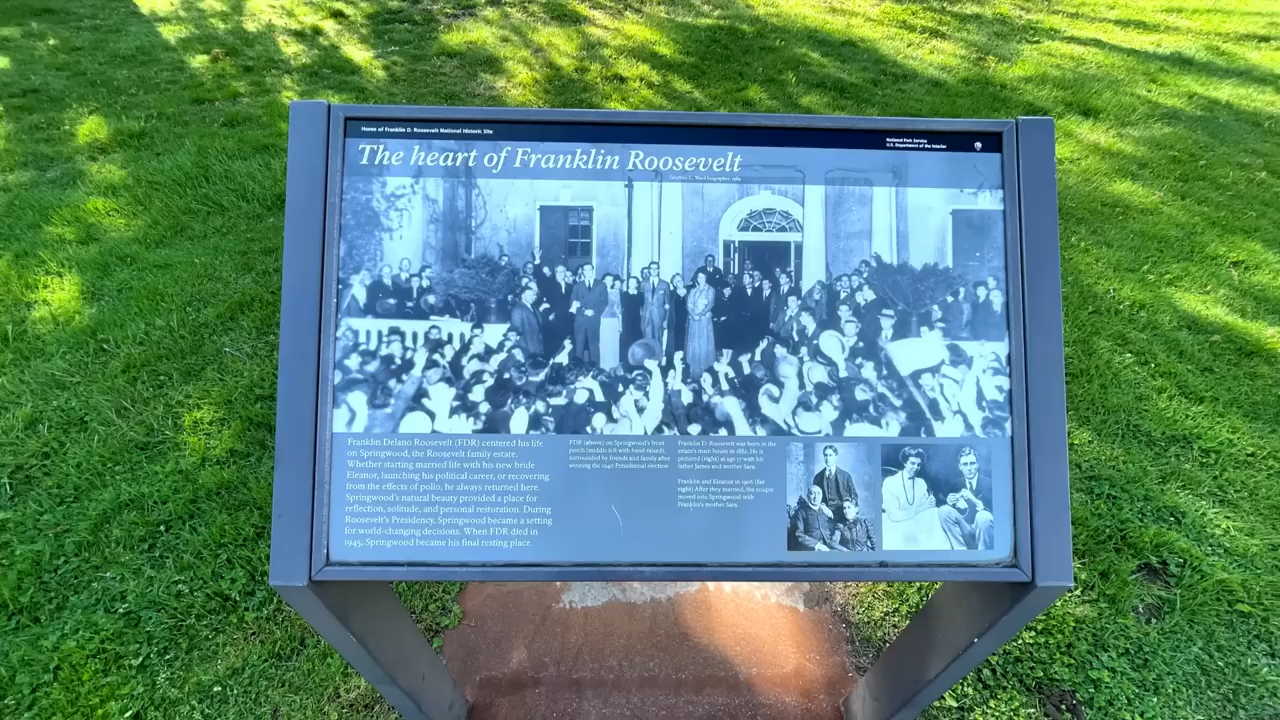 Home of Franklin D. Roosevelt National Historic Site
National Park Service
U.S. Department of the Interior
The heart of Franklin Roosevelt
Geoffrey C. Ward biographer, 1989
Franklin Delano Roosevelt (FDR) centered his life
on Springwood, the Roosevelt family estate.
Whether starting married life with his new bride
Eleanor, launching his political career, or recovering
from the effects of polio, he always returned here.
Springwood's natural beauty provided a place for
reflection, solitude, and personal restoration. During
Roosevelt's Presidency, Springwood became a setting
for world-changing decisions. When FDR died in
1945, Springwood became his final resting place.
FDR (above) on Springwood's front
porch (middle left with hand raised),
surrounded by friends and family after
winning the 1940 Presidential election
Franklin D. Roosevelt was born in the
estate's main house in 1882. He is
pictured (right) at age 17 with his
father James and mother Sara.
Franklin and Eleanor in 1906 (far
right) After they married, the couple
moved into Springwood with
Franklin's mother Sara.